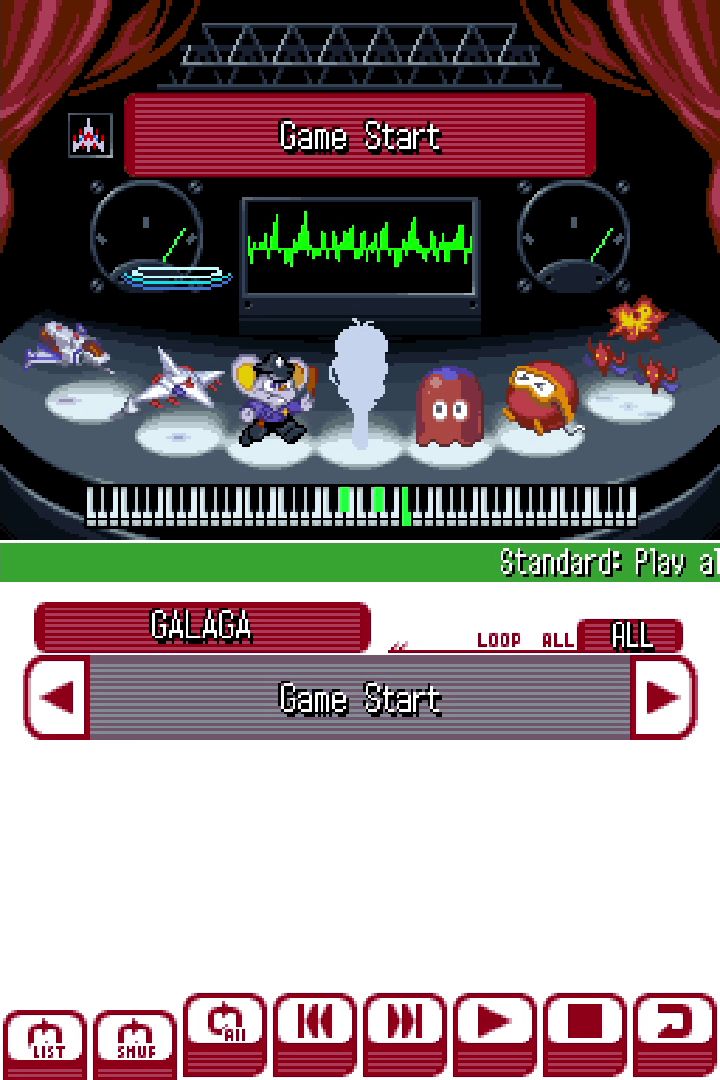 Game Start
Standard: Play al
GALAGA
LOOP ALL ALL
Game Start
LIST SHUF All